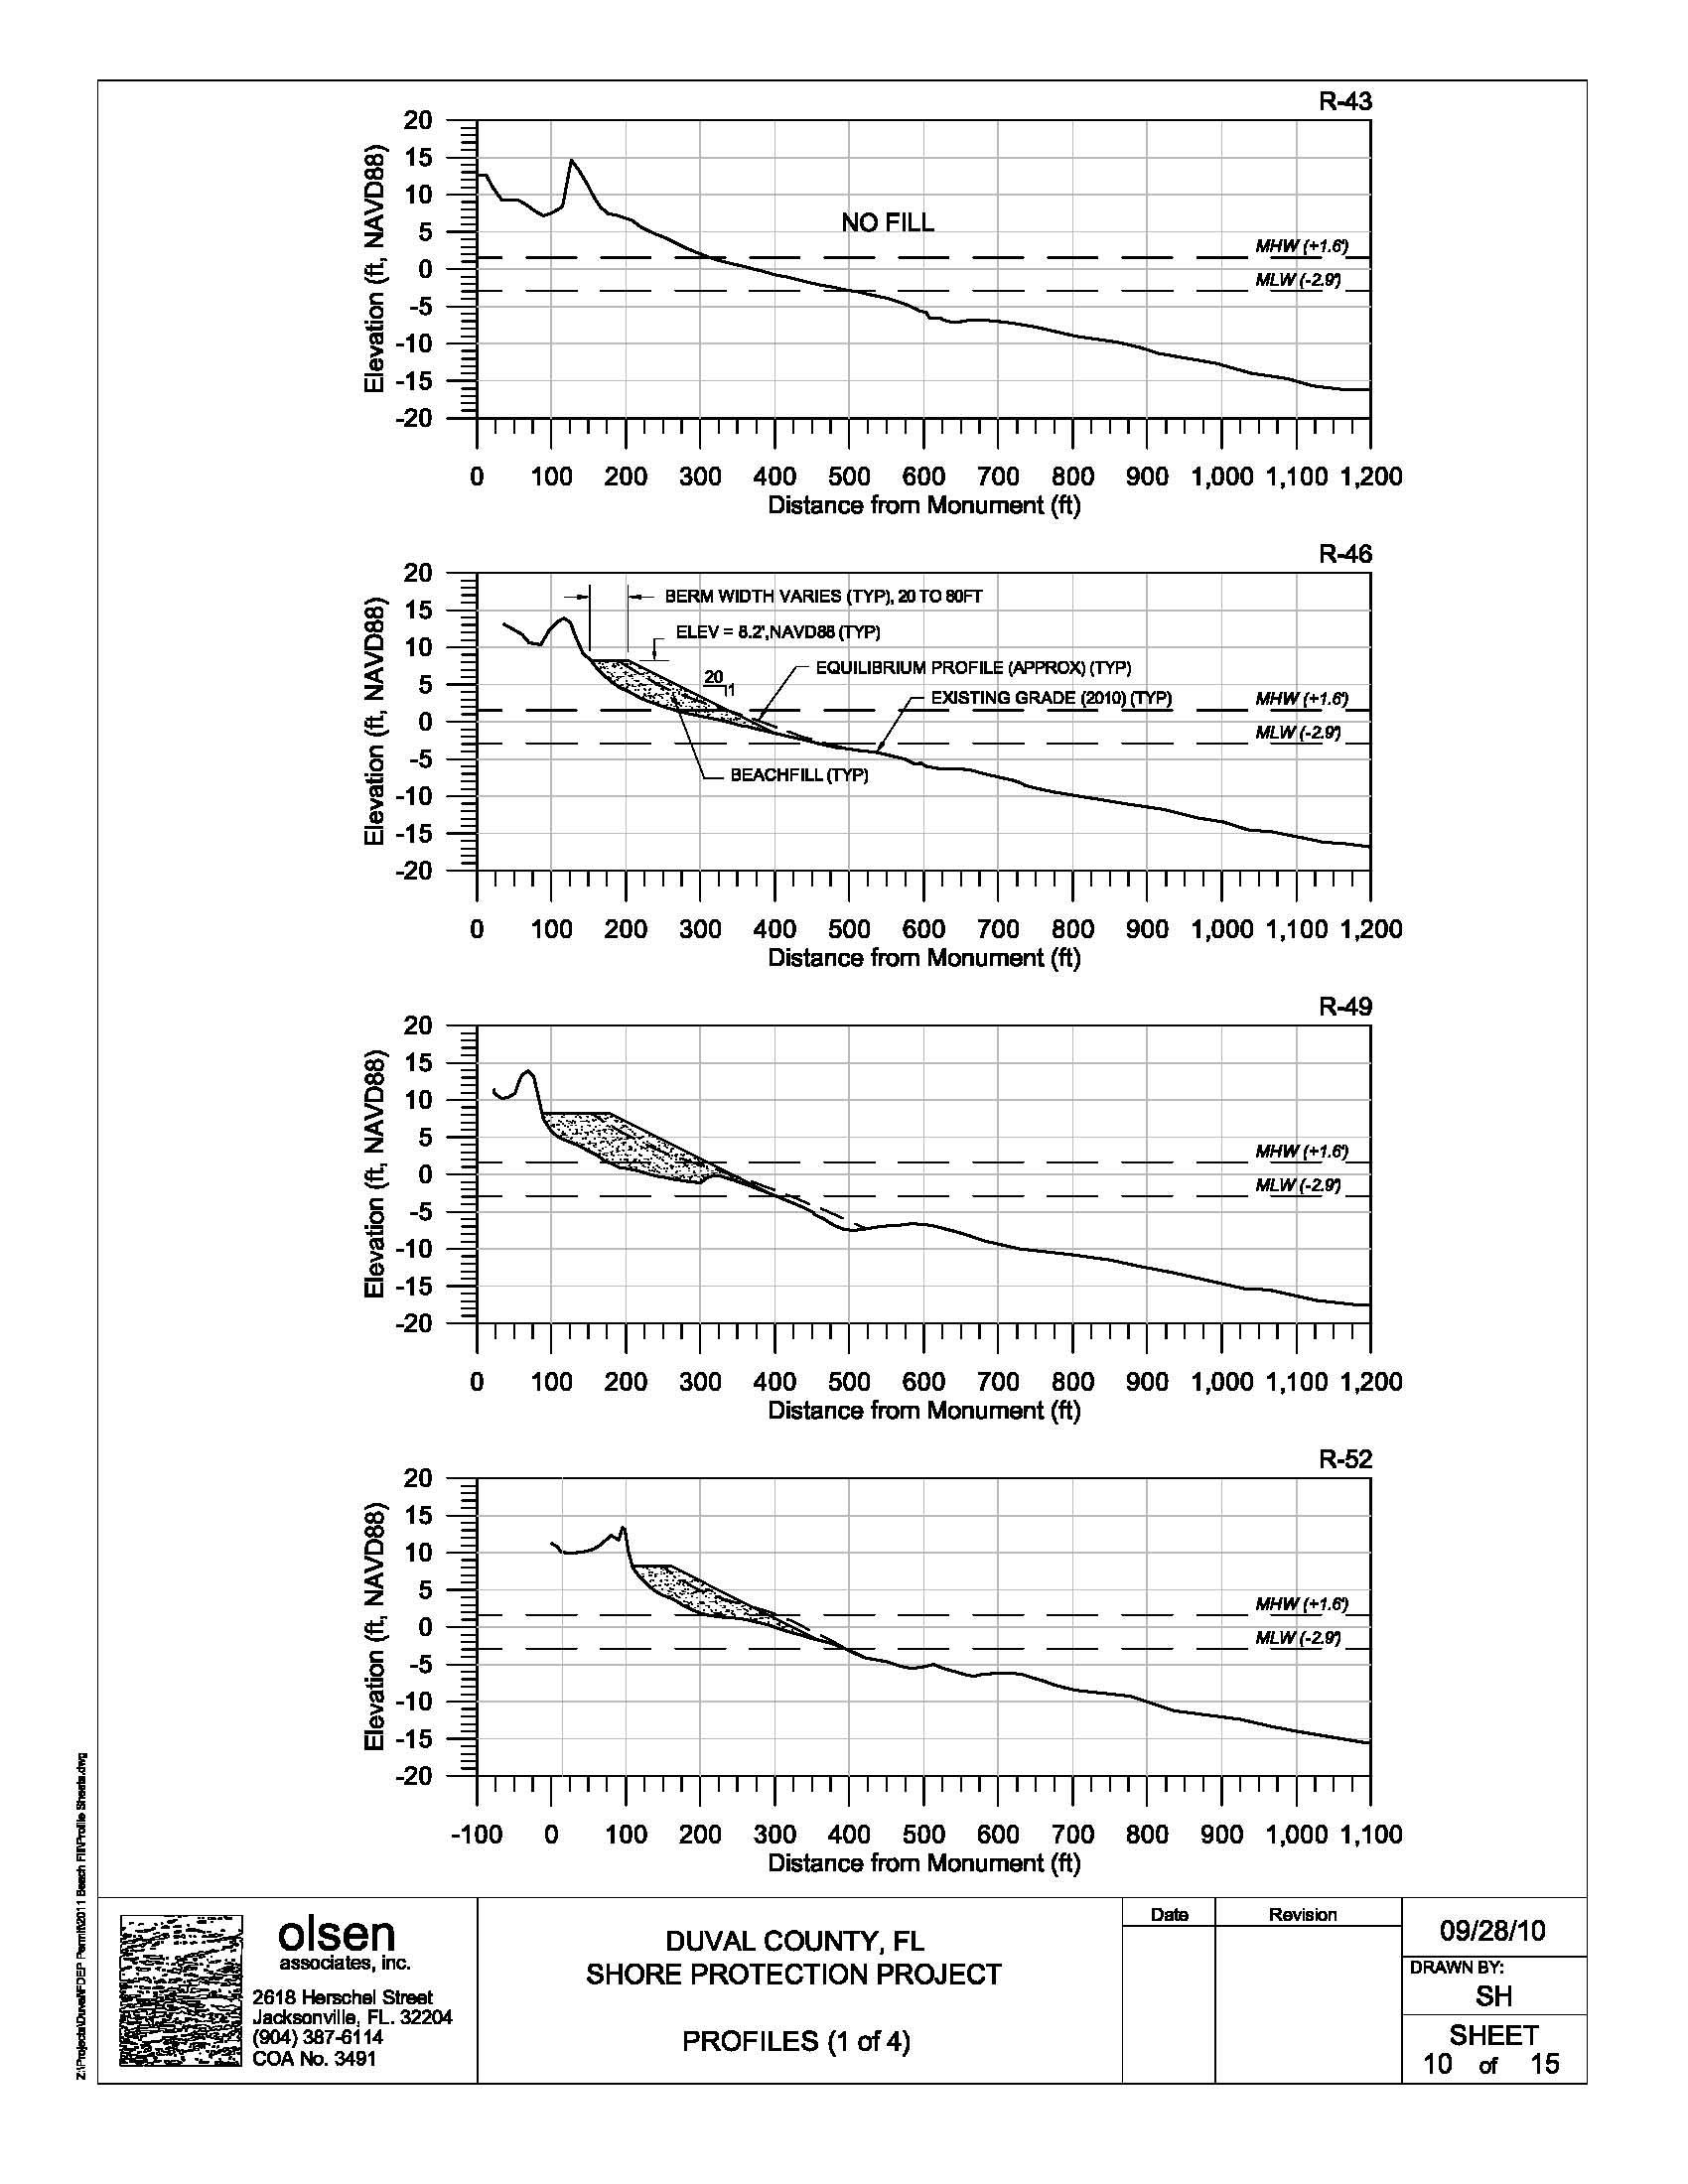 R-43
20
15
10
5
0
-5
-10
-15
-20
Elevation (ft, NAVD88)
NO FILL
MHW (+1.6')
MLW (-2.9')
0 100 200 300 400 500 600 700 800 900 1,000 1,100 1,200
Distance from Monument (ft)
R-46
20
15
10
5
0
-5
-10
-15
-20
Elevation (ft, NAVD88)
BERM WIDTH VARIES (TYP), 20 TO 80FT
ELEV = 8.2',NAVD88 (TYP)
EQUILIBRIUM PROFILE (APPROX) (TYP)
20
1
EXISTING GRADE (2010) (TYP)
MHW (+1.6')
MLW (-2.9')
BEACHFILL (TYP)
0 100 200 300 400 500 600 700 800 900 1,000 1,100 1,200
Distance from Monument (ft)
R-49
20
15
10
5
0
-5
-10
-15
-20
Elevation (ft, NAVD88)
MHW (+1.6')
MLW (-2.9')
0 100 200 300 400 500 600 700 800 900 1,000 1,100 1,200
Distance from Monument (ft)
R-52
20
15
10
5
0
-5
-10
-15
-20
Elevation (ft, NAVD88)
MHW (+1.6')
MLW (-2.9')
-100 0 100 200 300 400 500 600 700 800 900 1,000 1,100
Distance from Monument (ft)
Z:\Projects\Duval\FDEP Permit\2011 Beach Fill\Profile Sheets.dwg
olsen
associates, inc.
2618 Herschel Street
Jacksonville, FL. 32204
(904) 387-6114
COA No. 3491
DUVAL COUNTY, FL
SHORE PROTECTION PROJECT
PROFILES (1 of 4)
Date Revision
09/28/10
DRAWN BY:
SH
SHEET
10 of 15